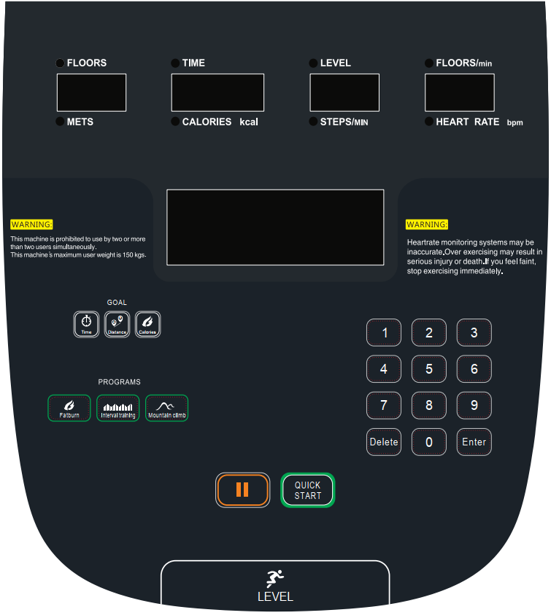 FLOORS
TIME
LEVEL
FLOORS/min
METS
CALORIES kcal
STEPS/MIN
HEART RATE bpm
WARNING:
This machine is prohibited to use by two or more
than two users simultaneously.
This machine's maximum user weight is 150 kgs.
WARNING:
Heartrate monitoring systems may be
inaccurate.Over exercising may result in
serious injury or death.If you feel faint,
stop exercising immediately.
GOAL
Time
Distance
Calories
PROGRAMS
Fatburn
Interval training
Mountain climb
1
2
3
4
5
6
7
8
9
Delete
0
Enter
QUICK
START
LEVEL